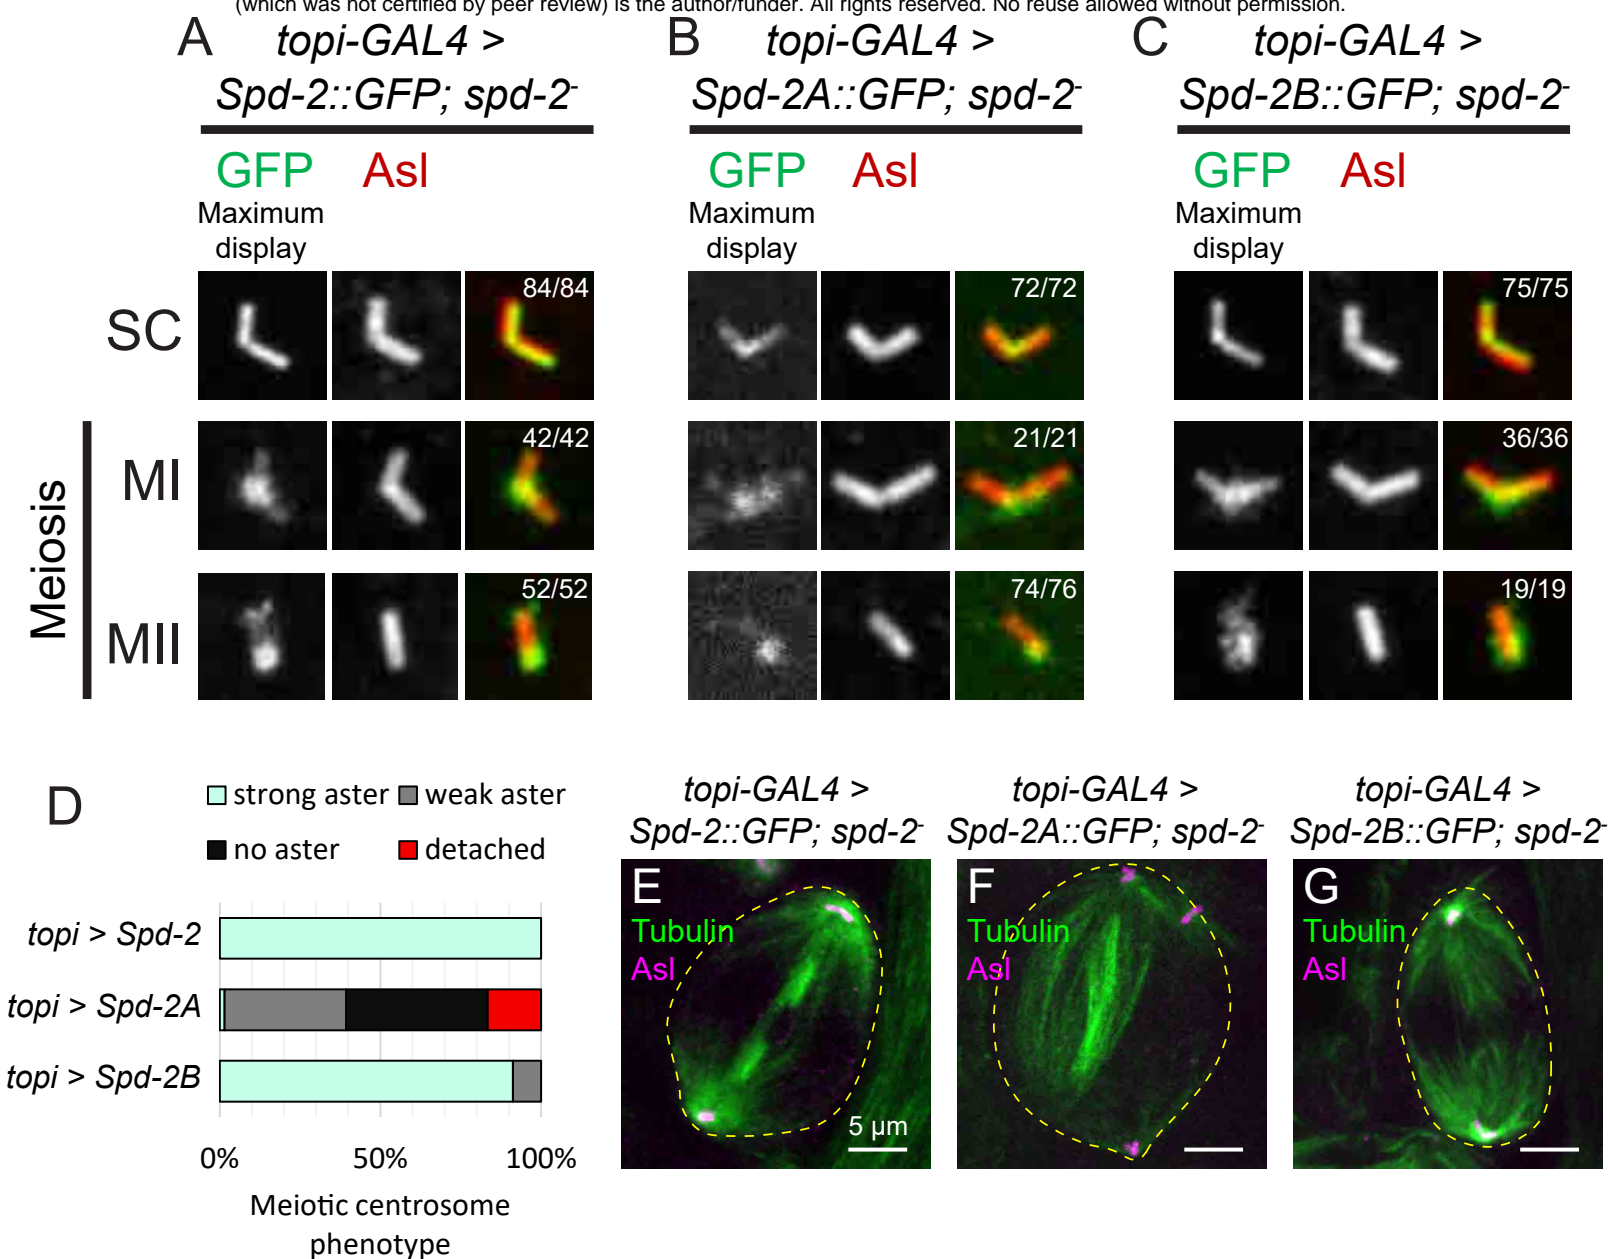 (which was not certified by peer review) is the author/funder. All rights reserved. No reuse allowed without permission.
A
topi-GAL4 >
Spd-2::GFP; spd-2-
GFP Asl
Maximum
display
B
topi-GAL4 >
Spd-2A::GFP; spd-2-
GFP Asl
Maximum
display
C
topi-GAL4 >
Spd-2B::GFP; spd-2-
GFP Asl
Maximum
display
SC
84/84
72/72
75/75
Meiosis
MI
42/42
21/21
36/36
MII
52/52
74/76
19/19
D
strong aster weak aster
no aster detached
topi > Spd-2
topi > Spd-2A
topi > Spd-2B
0% 50% 100%
Meiotic centrosome
phenotype
topi-GAL4 >
Spd-2::GFP; spd-2-
E
Tubulin
Asl
5 µm
topi-GAL4 >
Spd-2A::GFP; spd-2-
F
Tubulin
Asl
topi-GAL4 >
Spd-2B::GFP; spd-2-
G
Tubulin
Asl